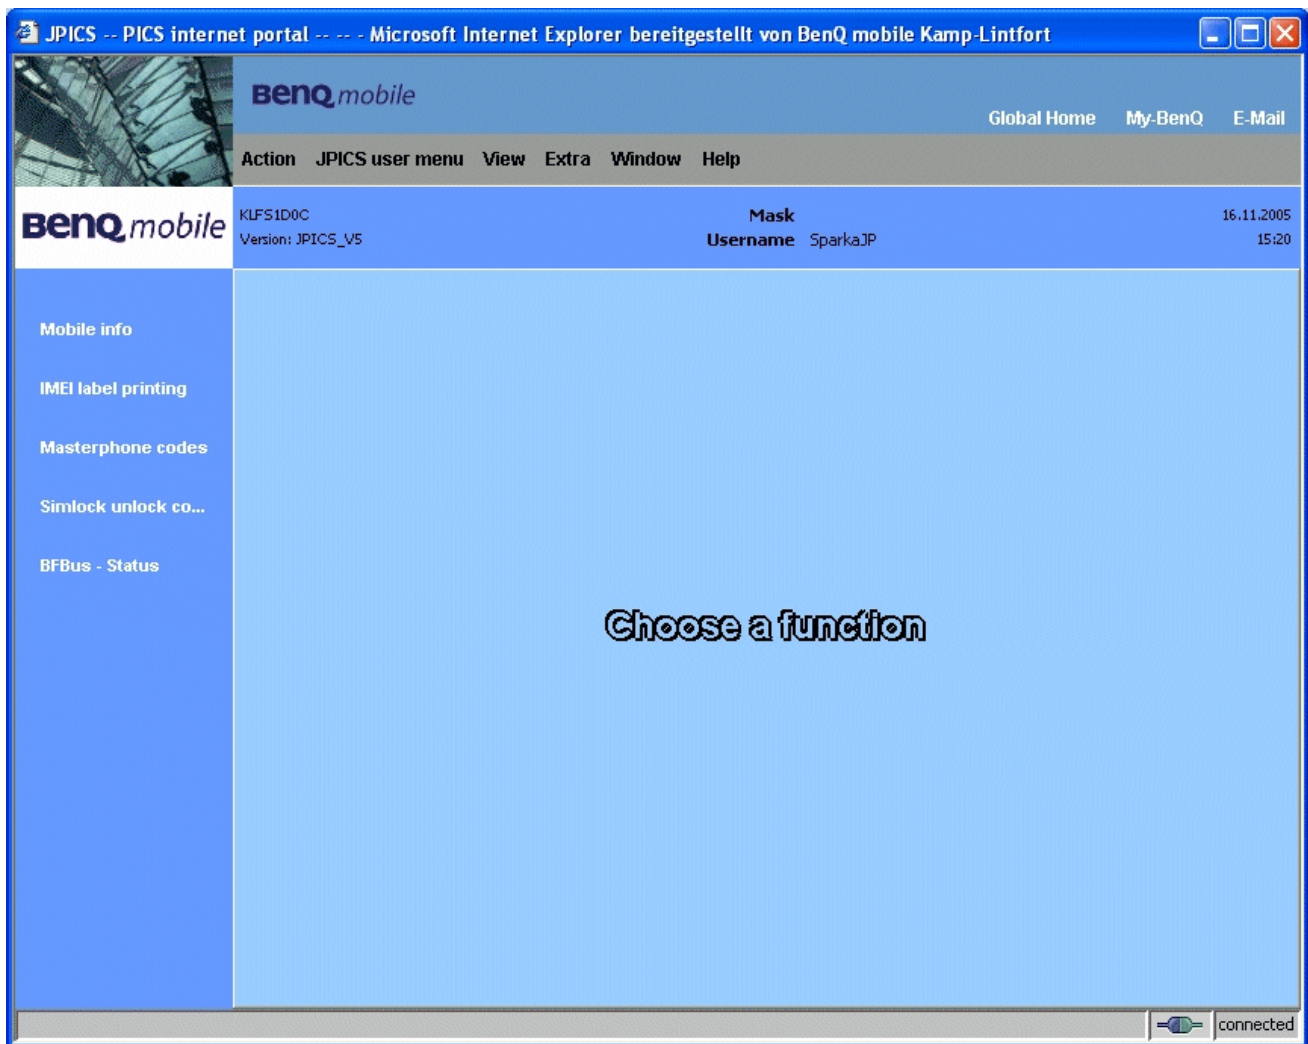 JPICS -- PICS internet portal -- -- - Microsoft Internet Explorer bereitgestellt von BenQ mobile Kamp-Lintfort
BenQ mobile
Global Home My-BenQ E-Mail
Action JPICS user menu View Extra Window Help
BenQ mobile
KLFS1D0C Mask 16.11.2005
Version: JPICS_V5 Username SparkaJP 15:20
Mobile info
IMEI label printing
Masterphone codes
Simlock unlock co...
BFBus - Status
Choose a function
connected